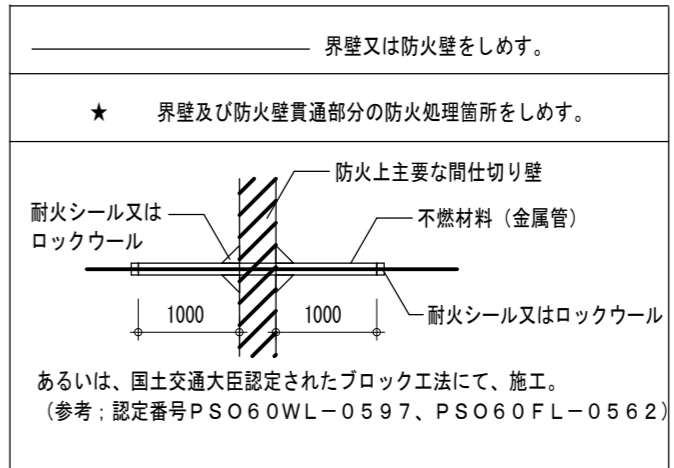 界壁又は防火壁をしめす。
★ 界壁及び防火壁貫通部分の防火処理箇所をしめす。
防火上主要な間仕切り壁
耐火シール又は
ロックウール
不燃材料（金属管）
1000
1000
耐火シール又はロックウール
あるいは、国土交通大臣認定されたブロック工法にて、施工。
（参考；認定番号ＰＳ０６０ＷＬ－０５９７、ＰＳ０６０ＦＬ－０５６２）